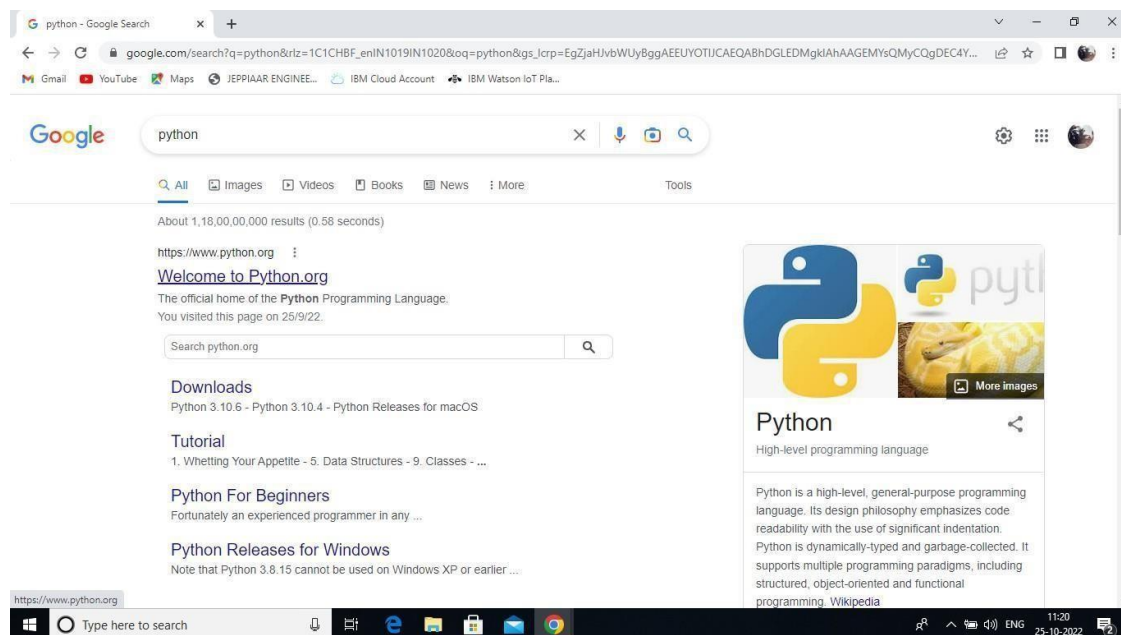 python - Google Search
google.com/search?q=python&rlz=1C1CHBF_enIN1019IN1020&oq=python&gs_lcrp=EgZjaHJvbWUyBggAEEUYOTIJCAEQABhDGLEDMgkIAhAAGEMYsQMyCQgDEC4Y...
Gmail YouTube Maps JEPPIAAR ENGINEE... IBM Cloud Account IBM Watson IoT Pla...
Google
python
All Images Videos Books News More Tools
About 1,18,00,00,000 results (0.58 seconds)
https://www.python.org
Welcome to Python.org
The official home of the Python Programming Language.
You visited this page on 25/9/22.
Search python.org
Downloads
Python 3.10.6 - Python 3.10.4 - Python Releases for macOS
Tutorial
1. Whetting Your Appetite - 5. Data Structures - 9. Classes - ...
Python For Beginners
Fortunately an experienced programmer in any ...
Python Releases for Windows
Note that Python 3.8.15 cannot be used on Windows XP or earlier ...
pytl
More images
Python
High-level programming language
Python is a high-level, general-purpose programming
language. Its design philosophy emphasizes code
readability with the use of significant indentation.
Python is dynamically-typed and garbage-collected. It
supports multiple programming paradigms, including
structured, object-oriented and functional
programming. Wikipedia
https://www.python.org
Type here to search
ENG
11:20
25-10-2022
2